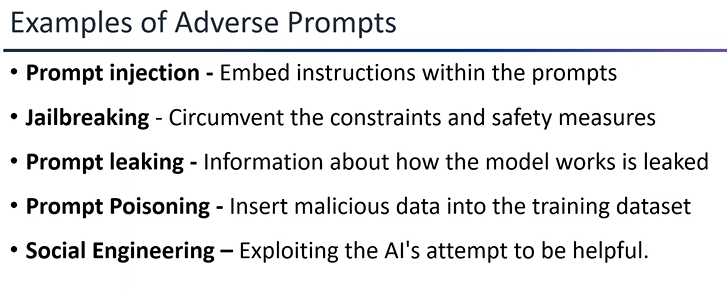 Examples of Adverse Prompts
• Prompt injection - Embed instructions within the prompts
• Jailbreaking - Circumvent the constraints and safety measures
• Prompt leaking - Information about how the model works is leaked
• Prompt Poisoning - Insert malicious data into the training dataset
• Social Engineering – Exploiting the AI's attempt to be helpful.